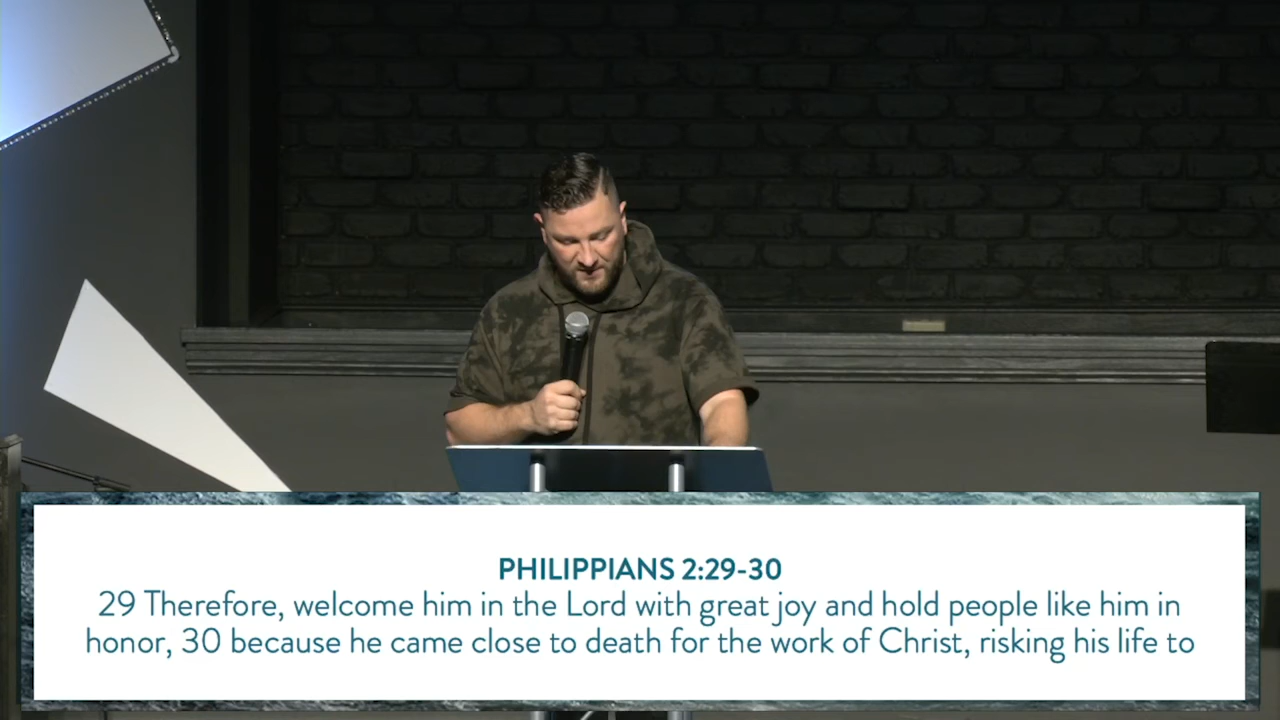 PHILIPPIANS 2:29-30
29 Therefore, welcome him in the Lord with great joy and hold people like him in
honor, 30 because he came close to death for the work of Christ, risking his life to